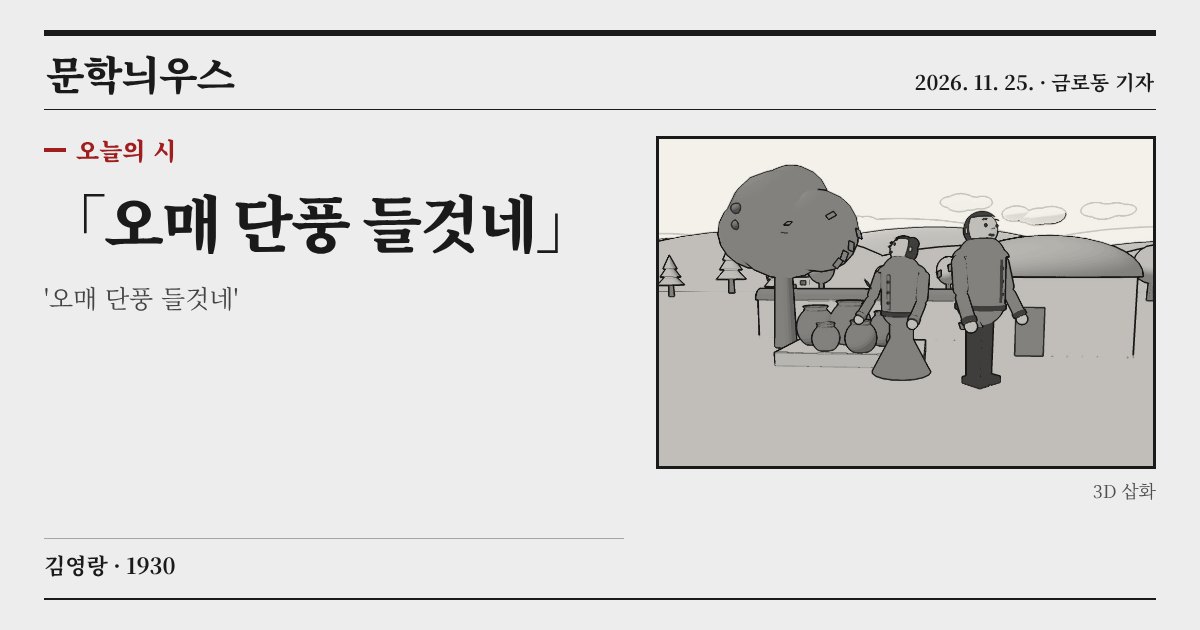 문학늬우스
2026. 11. 25. · 금로동 기자
오늘의 시
「오매 단풍 들것네」
'오매 단풍 들것네'
3D 삽화
김영랑 · 1930